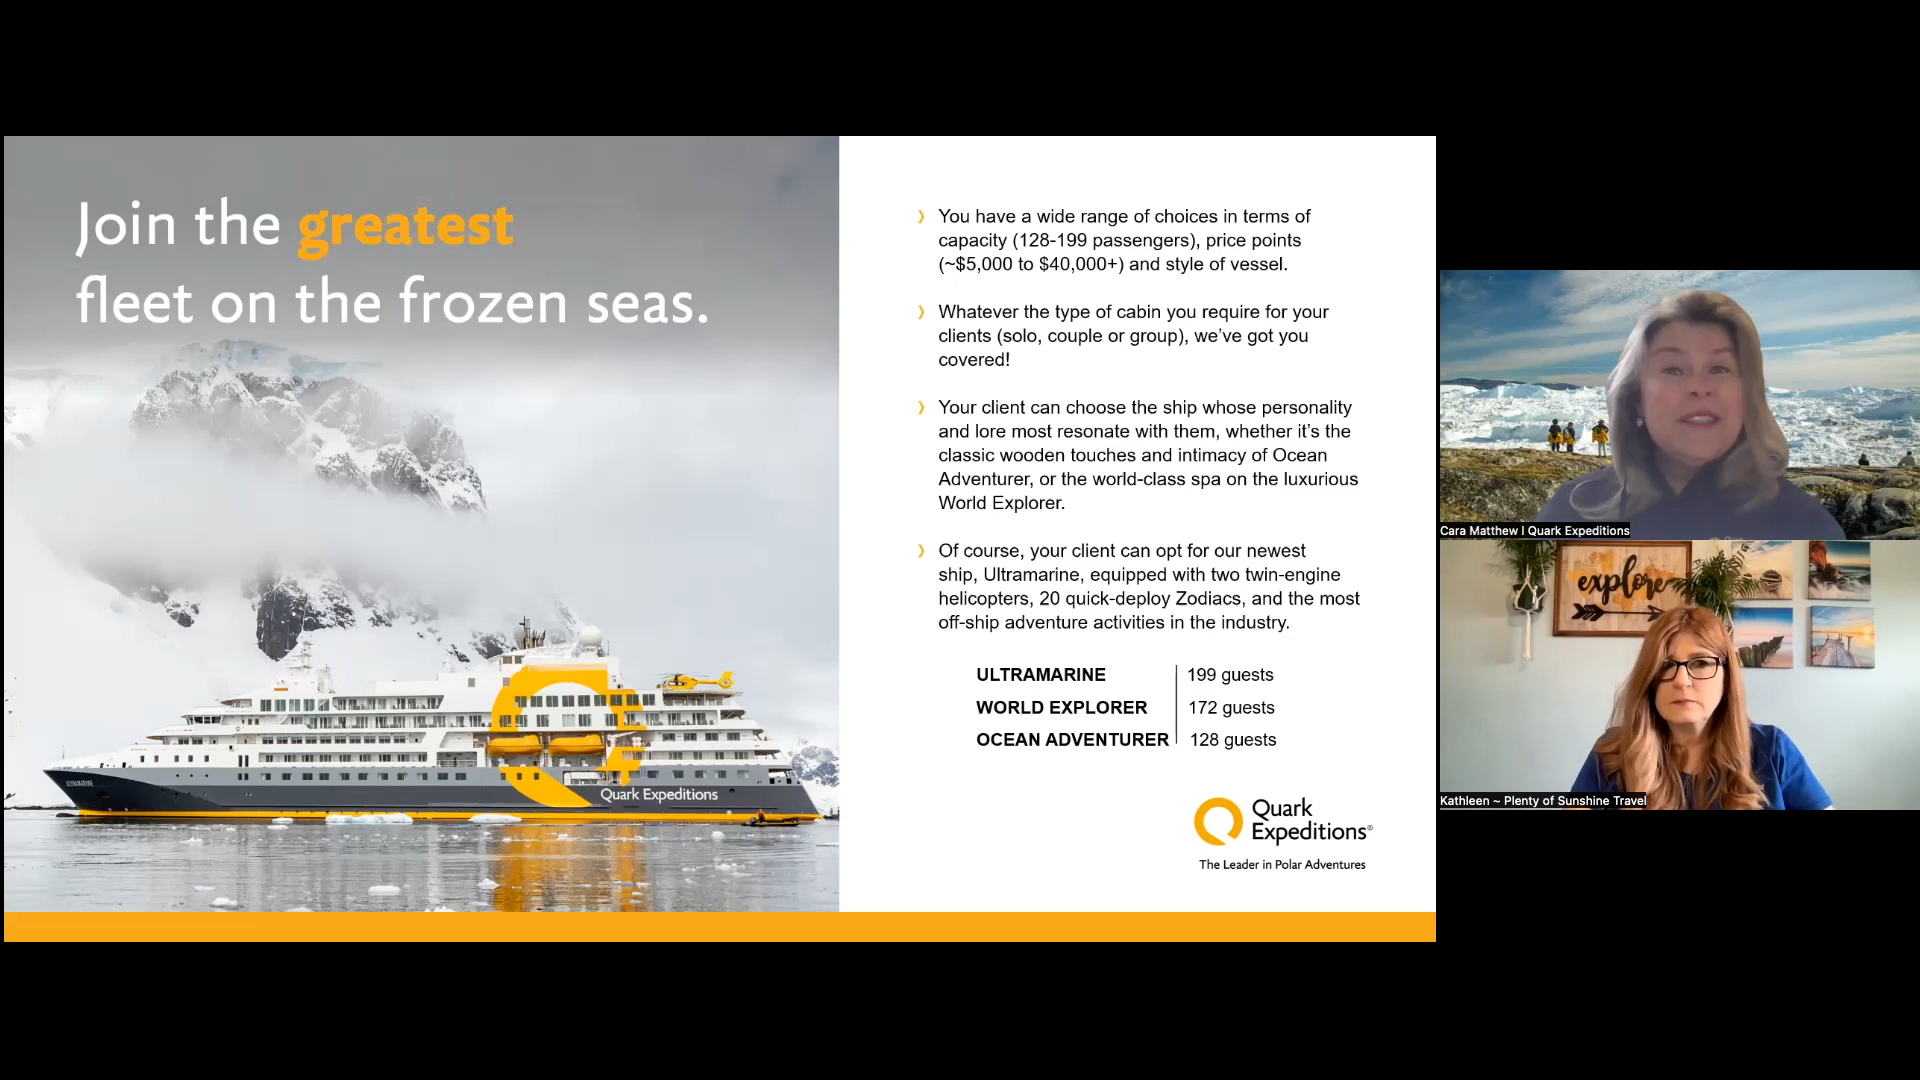 Join the greatest
fleet on the frozen seas.
ULTRAMARINE
Quark Expeditions
❭ You have a wide range of choices in terms of
capacity (128-199 passengers), price points
(~$5,000 to $40,000+) and style of vessel.
❭ Whatever the type of cabin you require for your
clients (solo, couple or group), we’ve got you
covered!
❭ Your client can choose the ship whose personality
and lore most resonate with them, whether it’s the
classic wooden touches and intimacy of Ocean
Adventurer, or the world-class spa on the luxurious
World Explorer.
❭ Of course, your client can opt for our newest
ship, Ultramarine, equipped with two twin-engine
helicopters, 20 quick-deploy Zodiacs, and the most
off-ship adventure activities in the industry.
ULTRAMARINE 199 guests
WORLD EXPLORER 172 guests
OCEAN ADVENTURER 128 guests
Quark
Expeditions®
The Leader in Polar Adventures
Cara Matthew I Quark Expeditions
explore
Kathleen ~ Plenty of Sunshine Travel